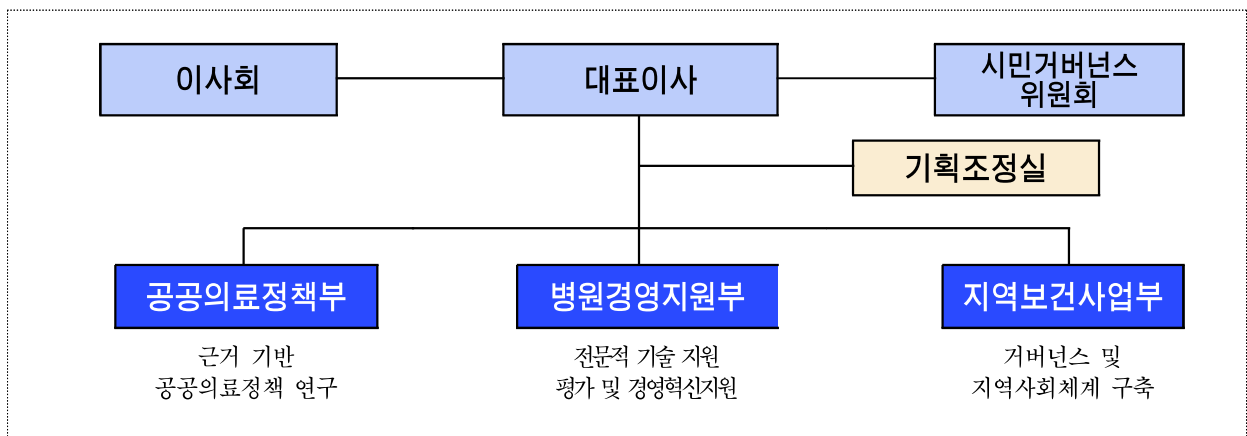 이사회
대표이사
시민거버넌스
위원회
기획조정실
공공의료정책부
병원경영지원부
지역보건사업부
근거 기반
공공의료정책 연구
전문적 기술 지원
평가 및 경영혁신지원
거버넌스 및
지역사회체계 구축